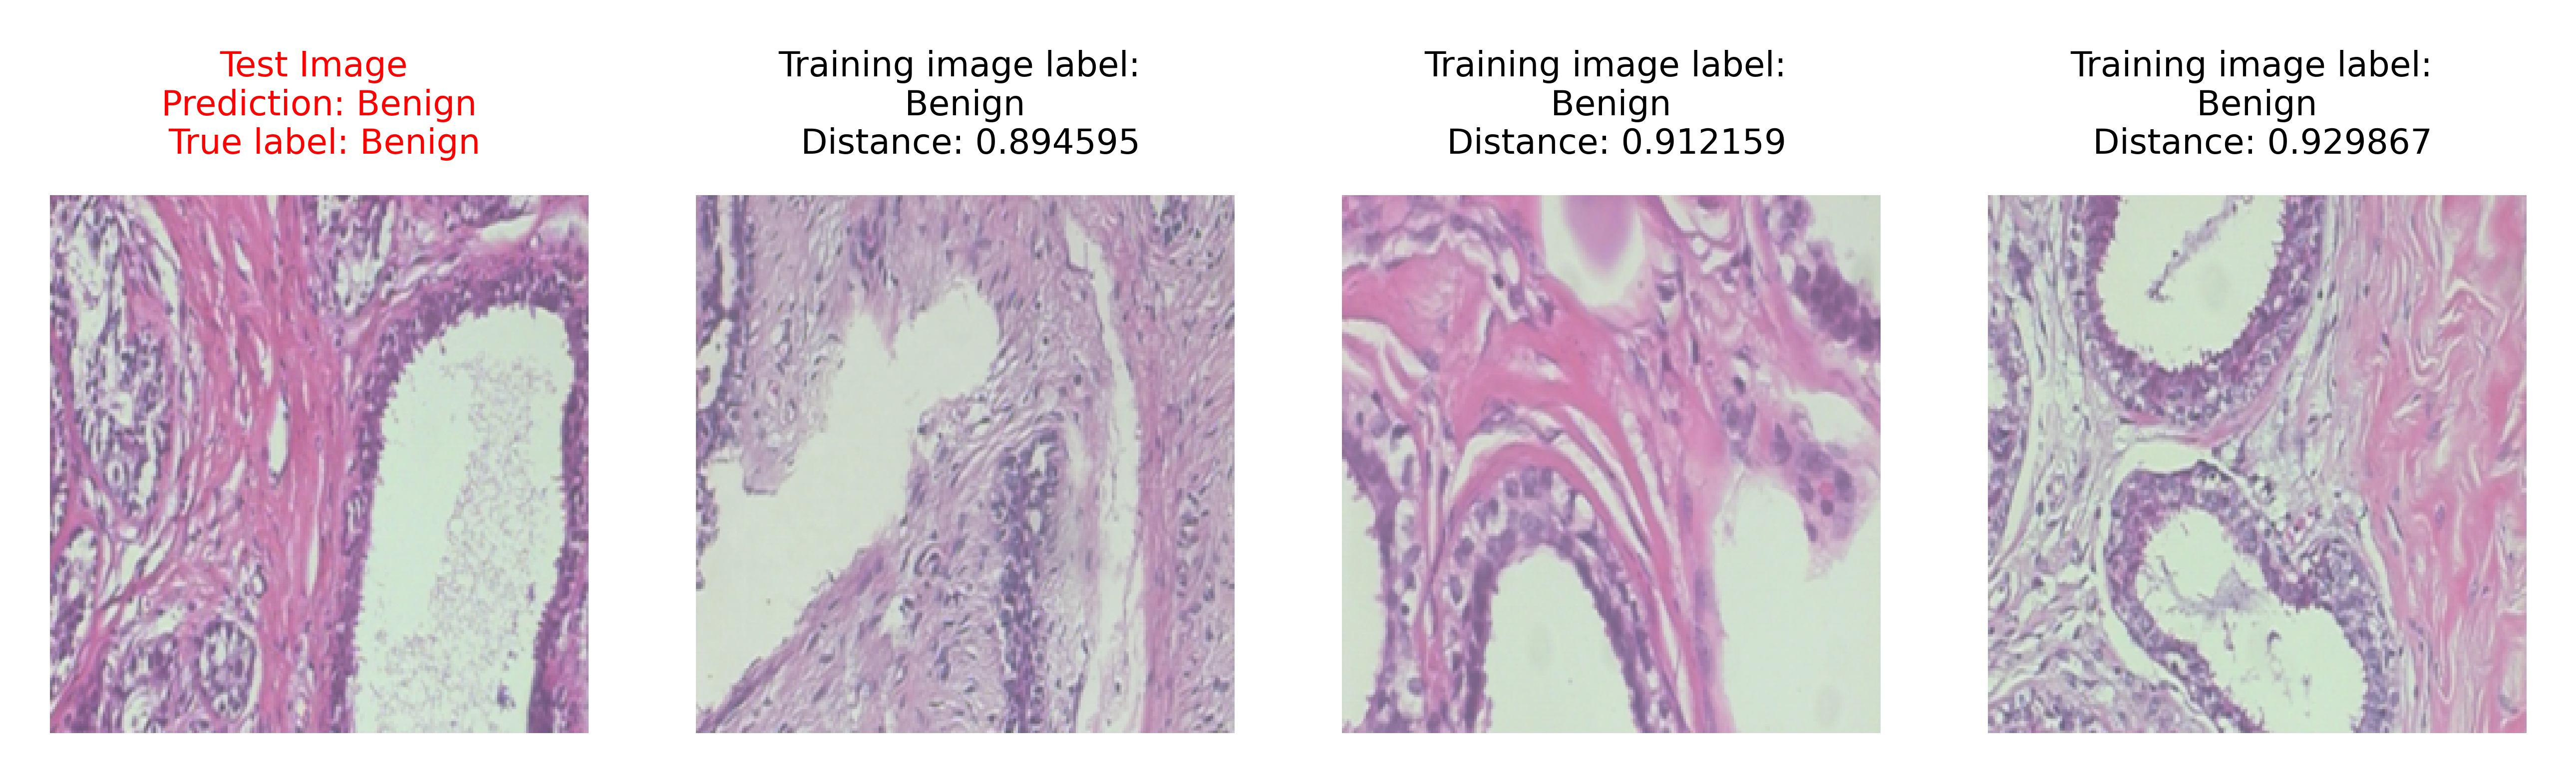 Test Image
Prediction: Benign
True label: Benign
Training image label:
Benign
Distance: 0.894595
Training image label:
Benign
Distance: 0.912159
Training image label:
Benign
Distance: 0.929867